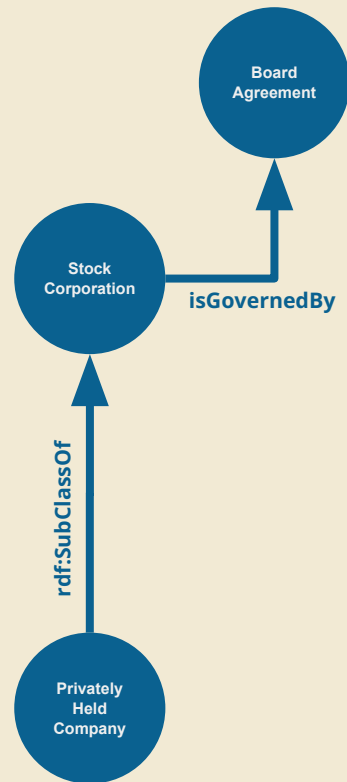 Board
Agreement
Stock
Corporation
isGovernedBy
rdf:SubClassOf
Privately
Held
Company